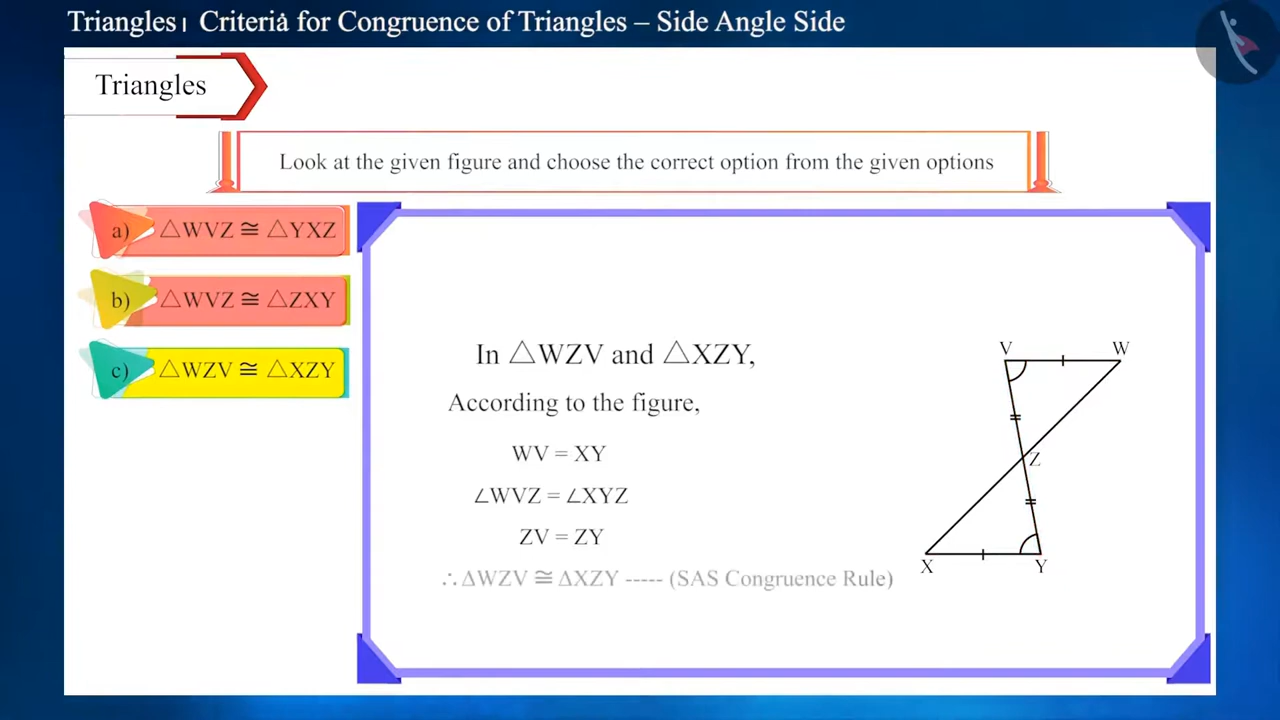 Triangles। Criteria for Congruence of Triangles – Side Angle Side
Triangles
Look at the given figure and choose the correct option from the given options
a) △WVZ ≅ △YXZ
b) △WVZ ≅ △ZXY
c) △WZV ≅ △XZY
In △WZV and △XZY,
According to the figure,
WV = XY
∠WVZ = ∠XYZ
ZV = ZY
∴ ΔWZV ≅ ΔXZY ----- (SAS Congruence Rule)
V W
Z
X Y